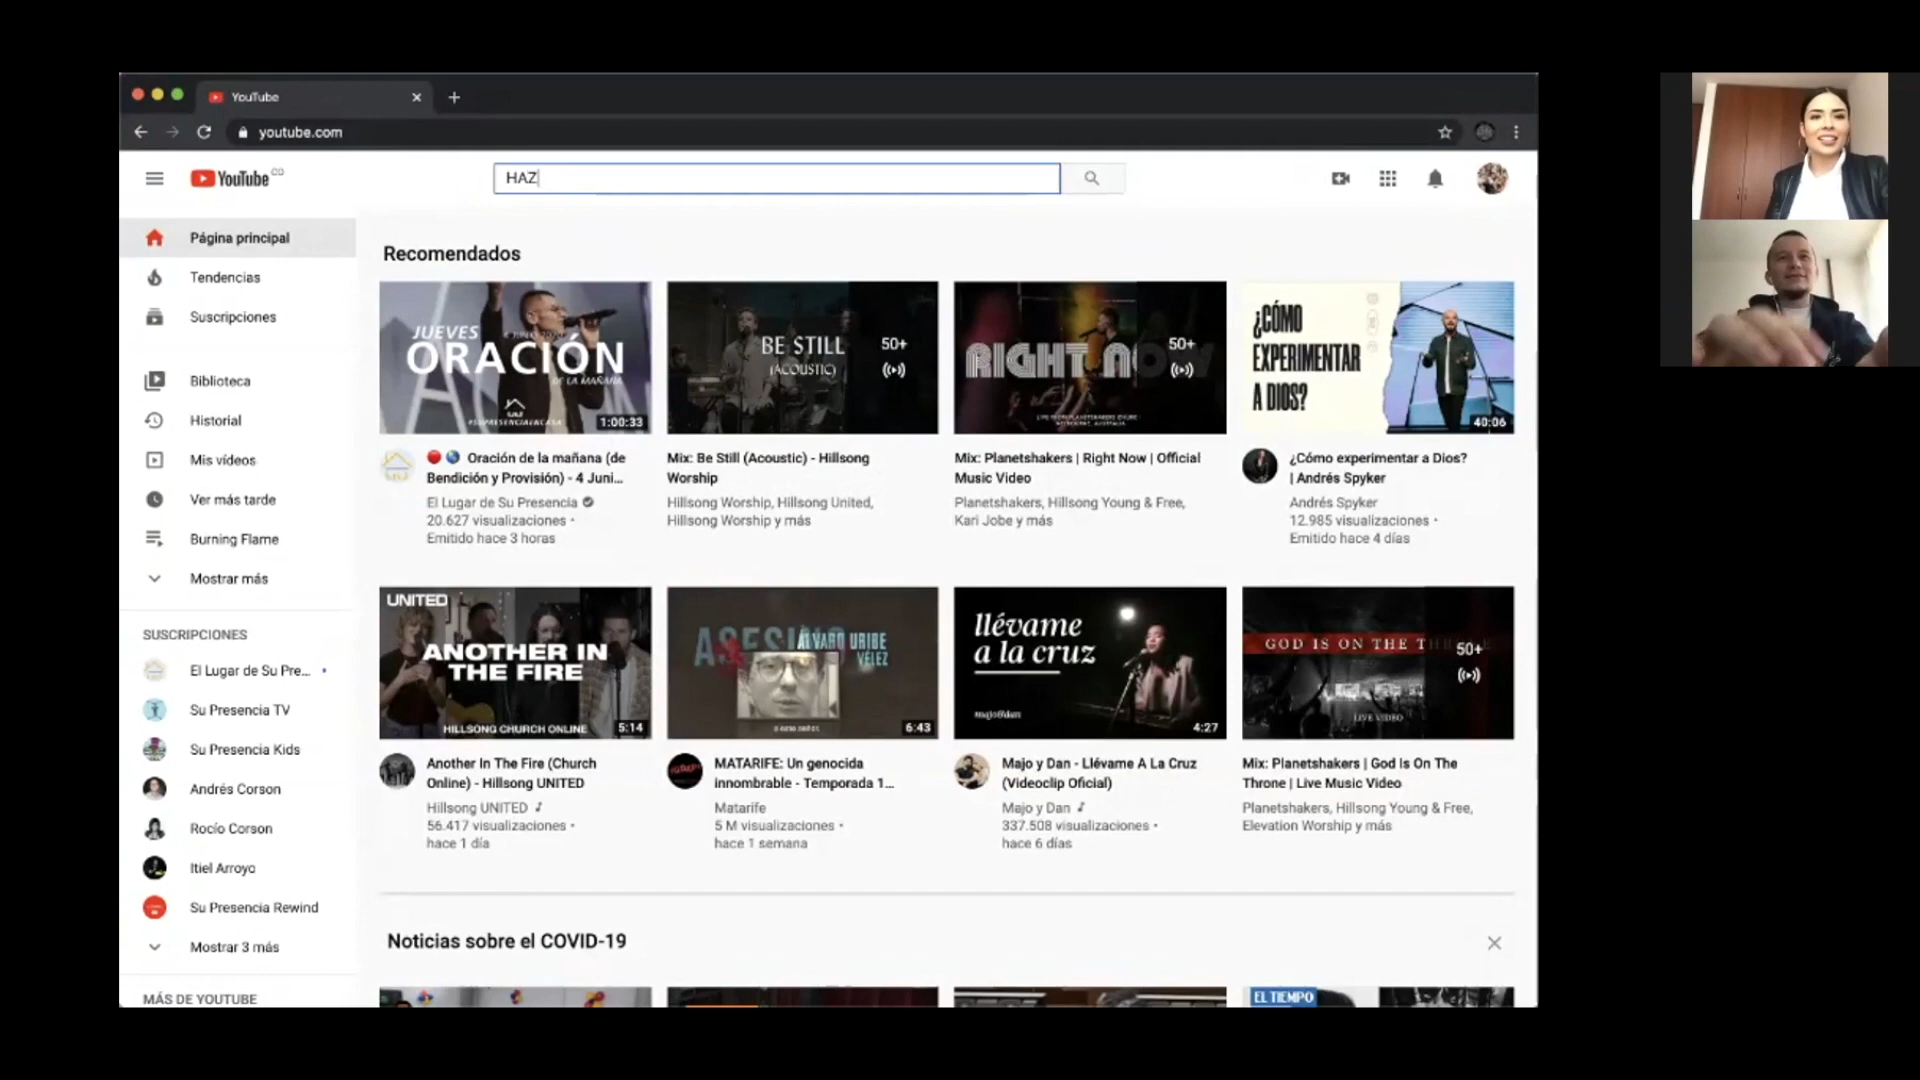 YouTube
youtube.com
YouTube CO
HAZ
Página principal
Tendencias
Suscripciones
Biblioteca
Historial
Mis vídeos
Ver más tarde
Burning Flame
Mostrar más
SUSCRIPCIONES
El Lugar de Su Pre...
Su Presencia TV
Su Presencia Kids
Andrés Corson
Rocío Corson
Itiel Arroyo
Su Presencia Rewind
Mostrar 3 más
MÁS DE YOUTUBE
Recomendados
JUEVES
ORACIÓN
DE LA MAÑANA
#SUPRESENCIAENCASA
1:00:33
Oración de la mañana (de
Bendición y Provisión) - 4 Juni...
El Lugar de Su Presencia
20.627 visualizaciones •
Emitido hace 3 horas
BE STILL
(ACOUSTIC)
50+
Mix: Be Still (Acoustic) - Hillsong
Worship
Hillsong Worship, Hillsong United,
Hillsong Worship y más
RIGHT NOW
50+
Mix: Planetshakers | Right Now | Official
Music Video
Planetshakers, Hillsong Young & Free,
Kari Jobe y más
¿CÓMO
EXPERIMENTAR
A DIOS?
40:06
¿Cómo experimentar a Dios?
| Andrés Spyker
Andrés Spyker
12.985 visualizaciones •
Emitido hace 4 días
UNITED
ANOTHER IN
THE FIRE
HILLSONG CHURCH ONLINE
5:14
Another In The Fire (Church
Online) - Hillsong UNITED
Hillsong UNITED
56.417 visualizaciones •
hace 1 día
ASESINO
ÁLVARO URIBE
VÉLEZ
6:43
MATARIFE: Un genocida
innombrable - Temporada 1...
Matarife
5 M visualizaciones •
hace 1 semana
llévame
a la cruz
majo&dan
4:27
Majo y Dan - Llévame A La Cruz
(Videoclip Oficial)
Majo y Dan
337.508 visualizaciones •
hace 6 días
GOD IS ON THE THRONE
50+
LIVE VIDEO
Mix: Planetshakers | God Is On The
Throne | Live Music Video
Planetshakers, Hillsong Young & Free,
Elevation Worship y más
Noticias sobre el COVID-19
EL TIEMPO